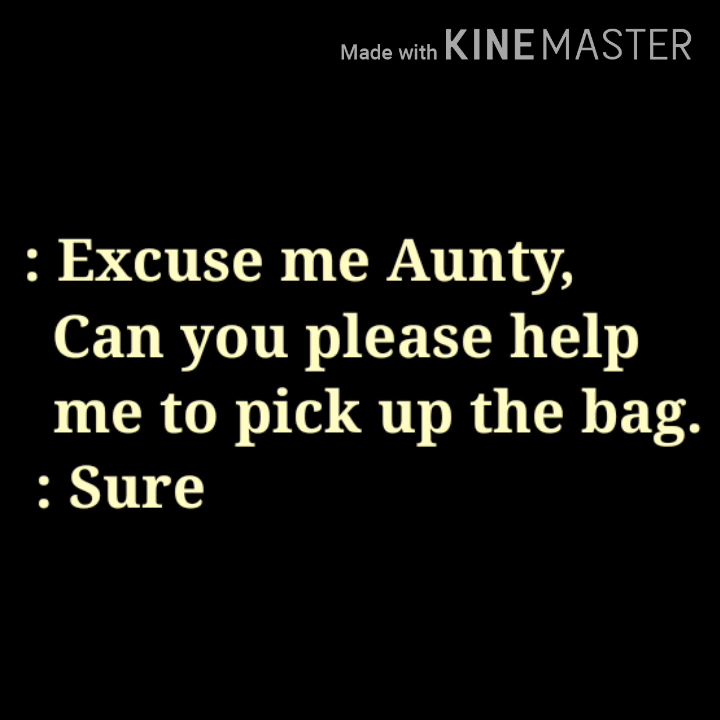 Made with KINEMASTER
: Excuse me Aunty,
Can you please help
me to pick up the bag.
: Sure